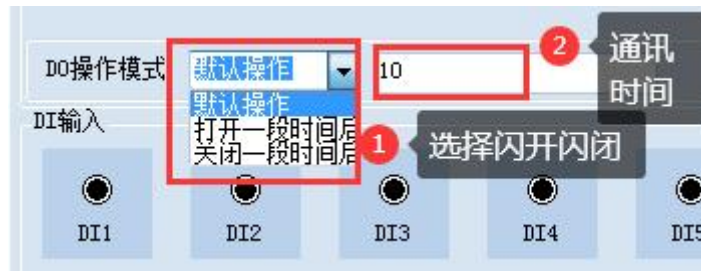 DO操作模式
默认操作
10
2
通讯
时间
默认操作
打开一段时间后
关闭一段时间后
1
选择闪开闪闭
DI输入
DI1
DI2
DI3
DI4